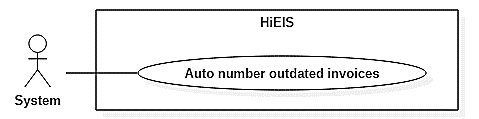 HiEIS
Auto number outdated invoices
System